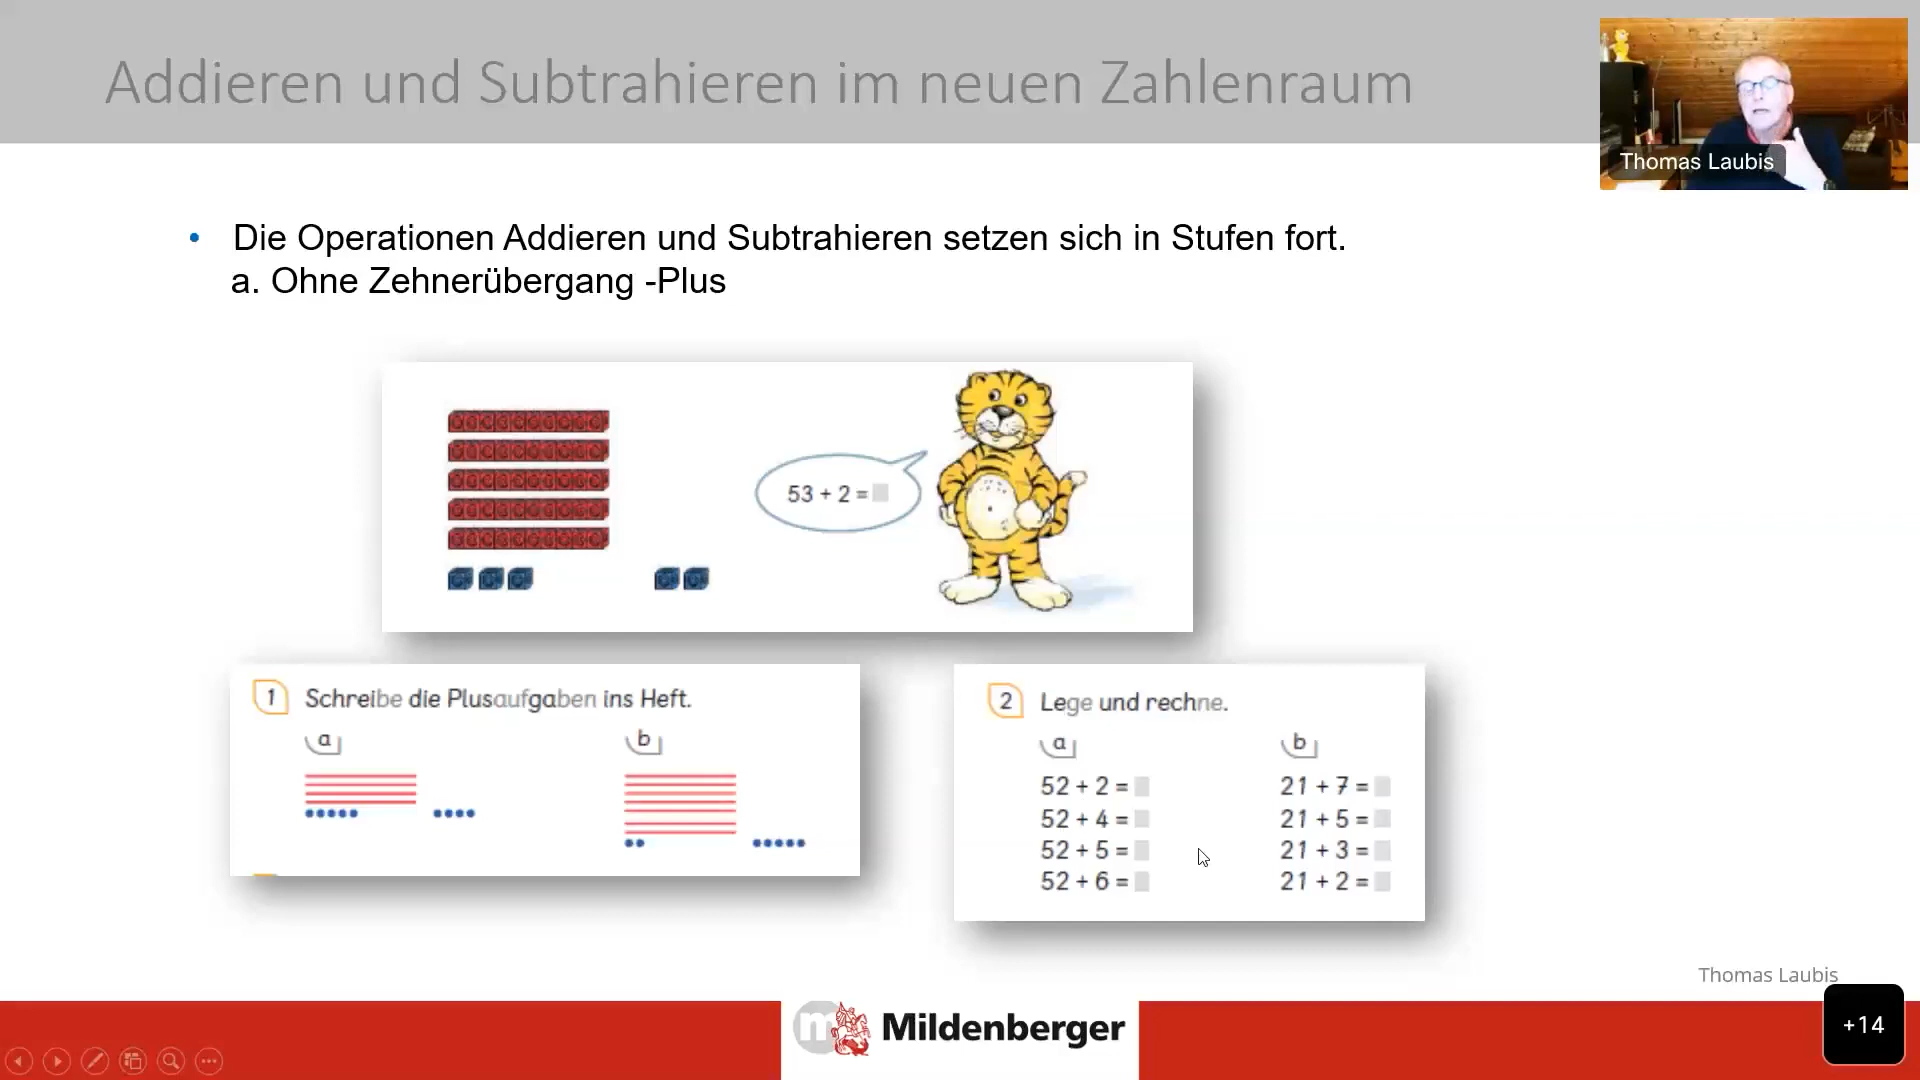 Addieren und Subtrahieren im neuen Zahlenraum
Thomas Laubis
• Die Operationen Addieren und Subtrahieren setzen sich in Stufen fort.
a. Ohne Zehnerübergang -Plus
53 + 2 =
1 Schreibe die Plusaufgaben ins Heft.
a b
2 Lege und rechne.
a b
52 + 2 = 21 + 7 =
52 + 4 = 21 + 5 =
52 + 5 = 21 + 3 =
52 + 6 = 21 + 2 =
Thomas Laubis
m Mildenberger
+14